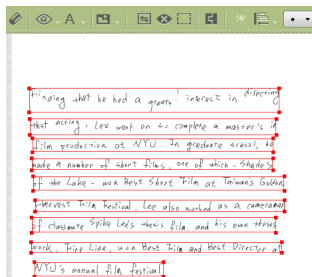 Finding that he had a greater interest in directing
that acting, Lee went on to complete a master's in
film production at NYU. In graduate school, he
made a number of short films, one of which - Shades
of the Lake - won Best Short Film at Taiwan's Golden
Harvest Film Festival. Lee also worked as a cameraman
of classmate Spike Lee's thesis film, and his own thesis
work, Fine Line, won Best Film and Best Director at
NYU's annual film festival